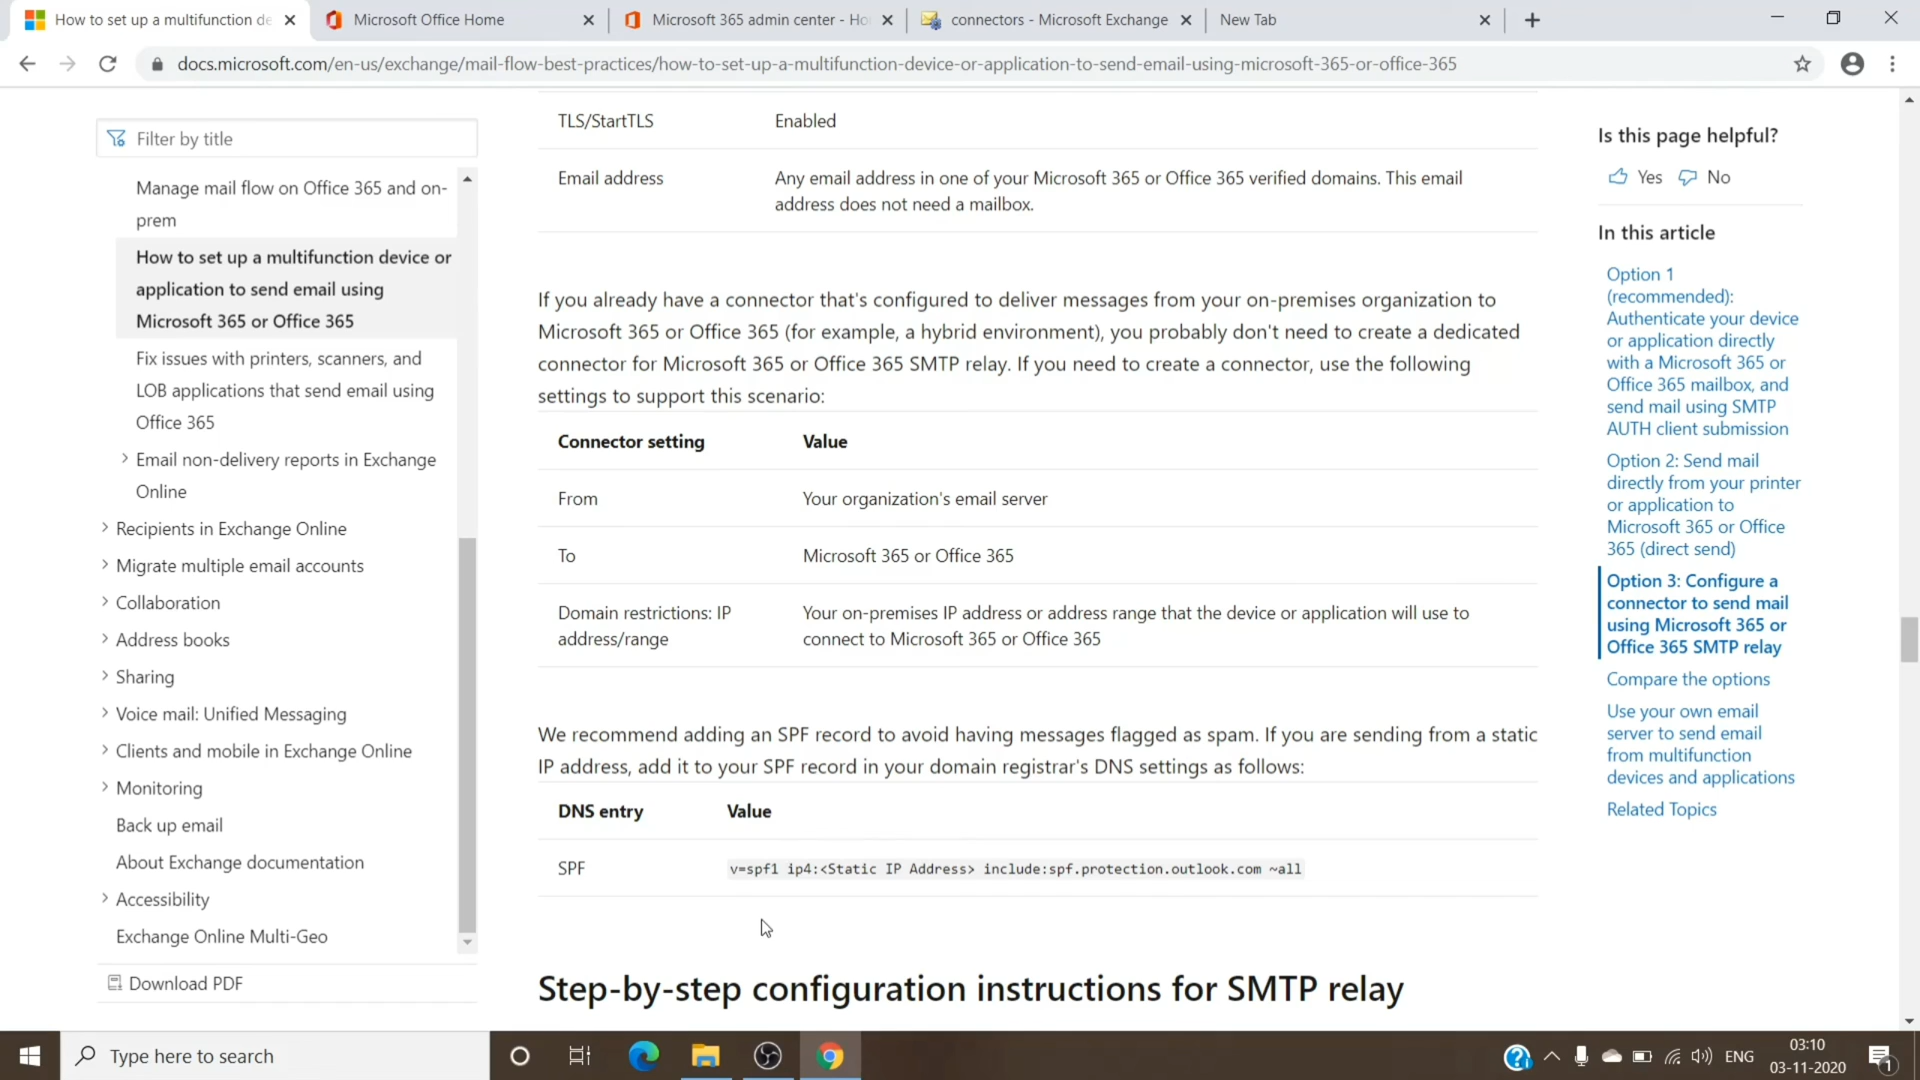 How to set up a multifunction de
Microsoft Office Home
Microsoft 365 admin center - Ho
connectors - Microsoft Exchange
New Tab
docs.microsoft.com/en-us/exchange/mail-flow-best-practices/how-to-set-up-a-multifunction-device-or-application-to-send-email-using-microsoft-365-or-office-365
Filter by title
Manage mail flow on Office 365 and on-
prem
How to set up a multifunction device or
application to send email using
Microsoft 365 or Office 365
Fix issues with printers, scanners, and
LOB applications that send email using
Office 365
Email non-delivery reports in Exchange
Online
Recipients in Exchange Online
Migrate multiple email accounts
Collaboration
Address books
Sharing
Voice mail: Unified Messaging
Clients and mobile in Exchange Online
Monitoring
Back up email
About Exchange documentation
Accessibility
Exchange Online Multi-Geo
Download PDF
TLS/StartTLS Enabled
Email address Any email address in one of your Microsoft 365 or Office 365 verified domains. This email
address does not need a mailbox.
If you already have a connector that's configured to deliver messages from your on-premises organization to
Microsoft 365 or Office 365 (for example, a hybrid environment), you probably don't need to create a dedicated
connector for Microsoft 365 or Office 365 SMTP relay. If you need to create a connector, use the following
settings to support this scenario:
Connector setting Value
From Your organization's email server
To Microsoft 365 or Office 365
Domain restrictions: IP Your on-premises IP address or address range that the device or application will use to
address/range connect to Microsoft 365 or Office 365
We recommend adding an SPF record to avoid having messages flagged as spam. If you are sending from a static
IP address, add it to your SPF record in your domain registrar's DNS settings as follows:
DNS entry Value
SPF v=spf1 ip4:<Static IP Address> include:spf.protection.outlook.com ~all
Step-by-step configuration instructions for SMTP relay
Is this page helpful?
Yes No
In this article
Option 1
(recommended):
Authenticate your device
or application directly
with a Microsoft 365 or
Office 365 mailbox, and
send mail using SMTP
AUTH client submission
Option 2: Send mail
directly from your printer
or application to
Microsoft 365 or Office
365 (direct send)
Option 3: Configure a
connector to send mail
using Microsoft 365 or
Office 365 SMTP relay
Compare the options
Use your own email
server to send email
from multifunction
devices and applications
Related Topics
Type here to search
ENG
03:10
03-11-2020
1